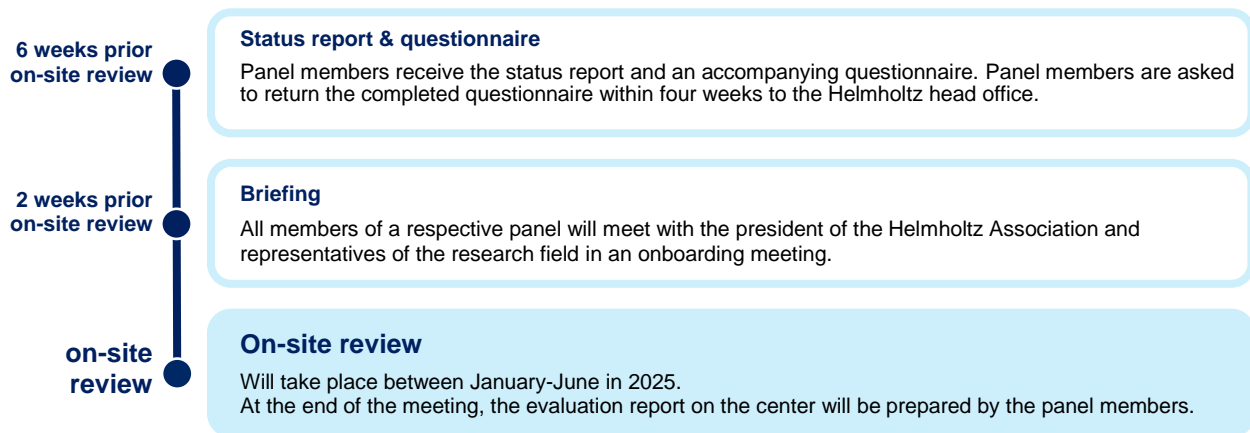 6 weeks prior
on-site review
Status report & questionnaire
Panel members receive the status report and an accompanying questionnaire. Panel members are asked
to return the completed questionnaire within four weeks to the Helmholtz head office.
2 weeks prior
on-site review
Briefing
All members of a respective panel will meet with the president of the Helmholtz Association and
representatives of the research field in an onboarding meeting.
on-site
review
On-site review
Will take place between January-June in 2025.
At the end of the meeting, the evaluation report on the center will be prepared by the panel members.